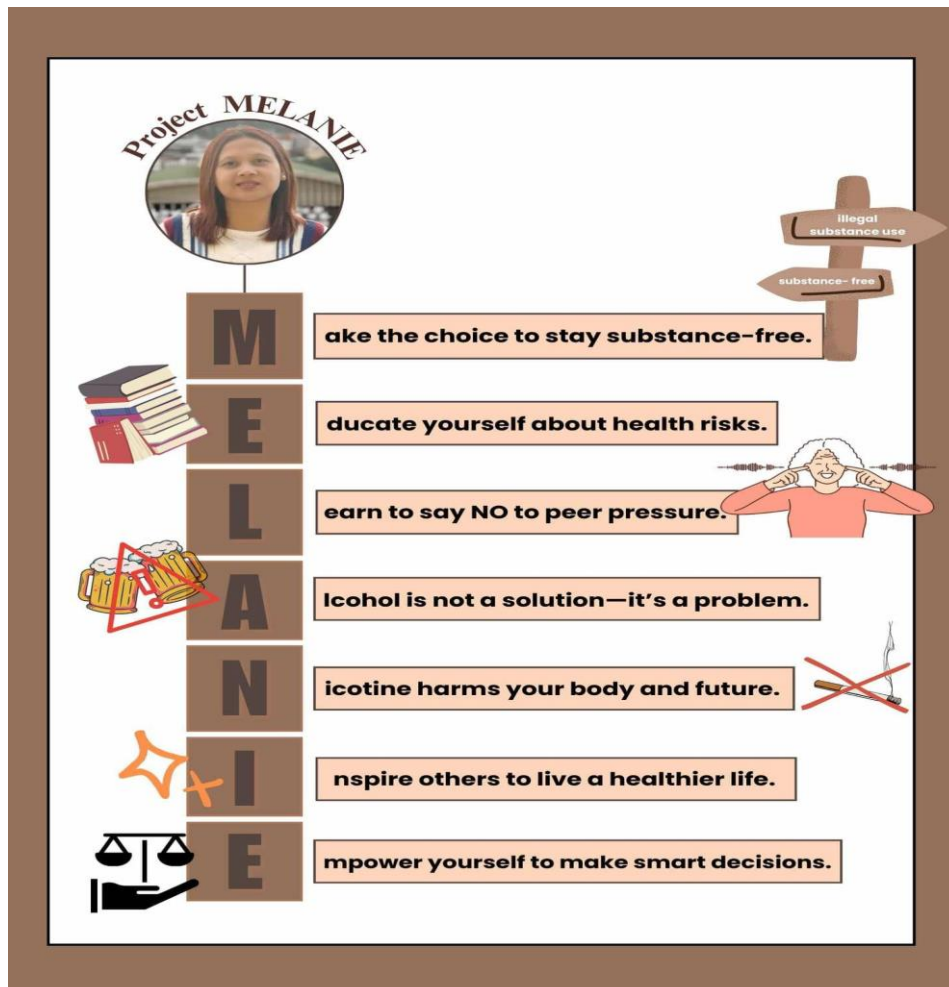 Project MELANIE
illegal
substance use
substance- free
M ake the choice to stay substance-free.
E ducate yourself about health risks.
L earn to say NO to peer pressure.
A lcohol is not a solution—it's a problem.
N icotine harms your body and future.
I nspire others to live a healthier life.
E mpower yourself to make smart decisions.